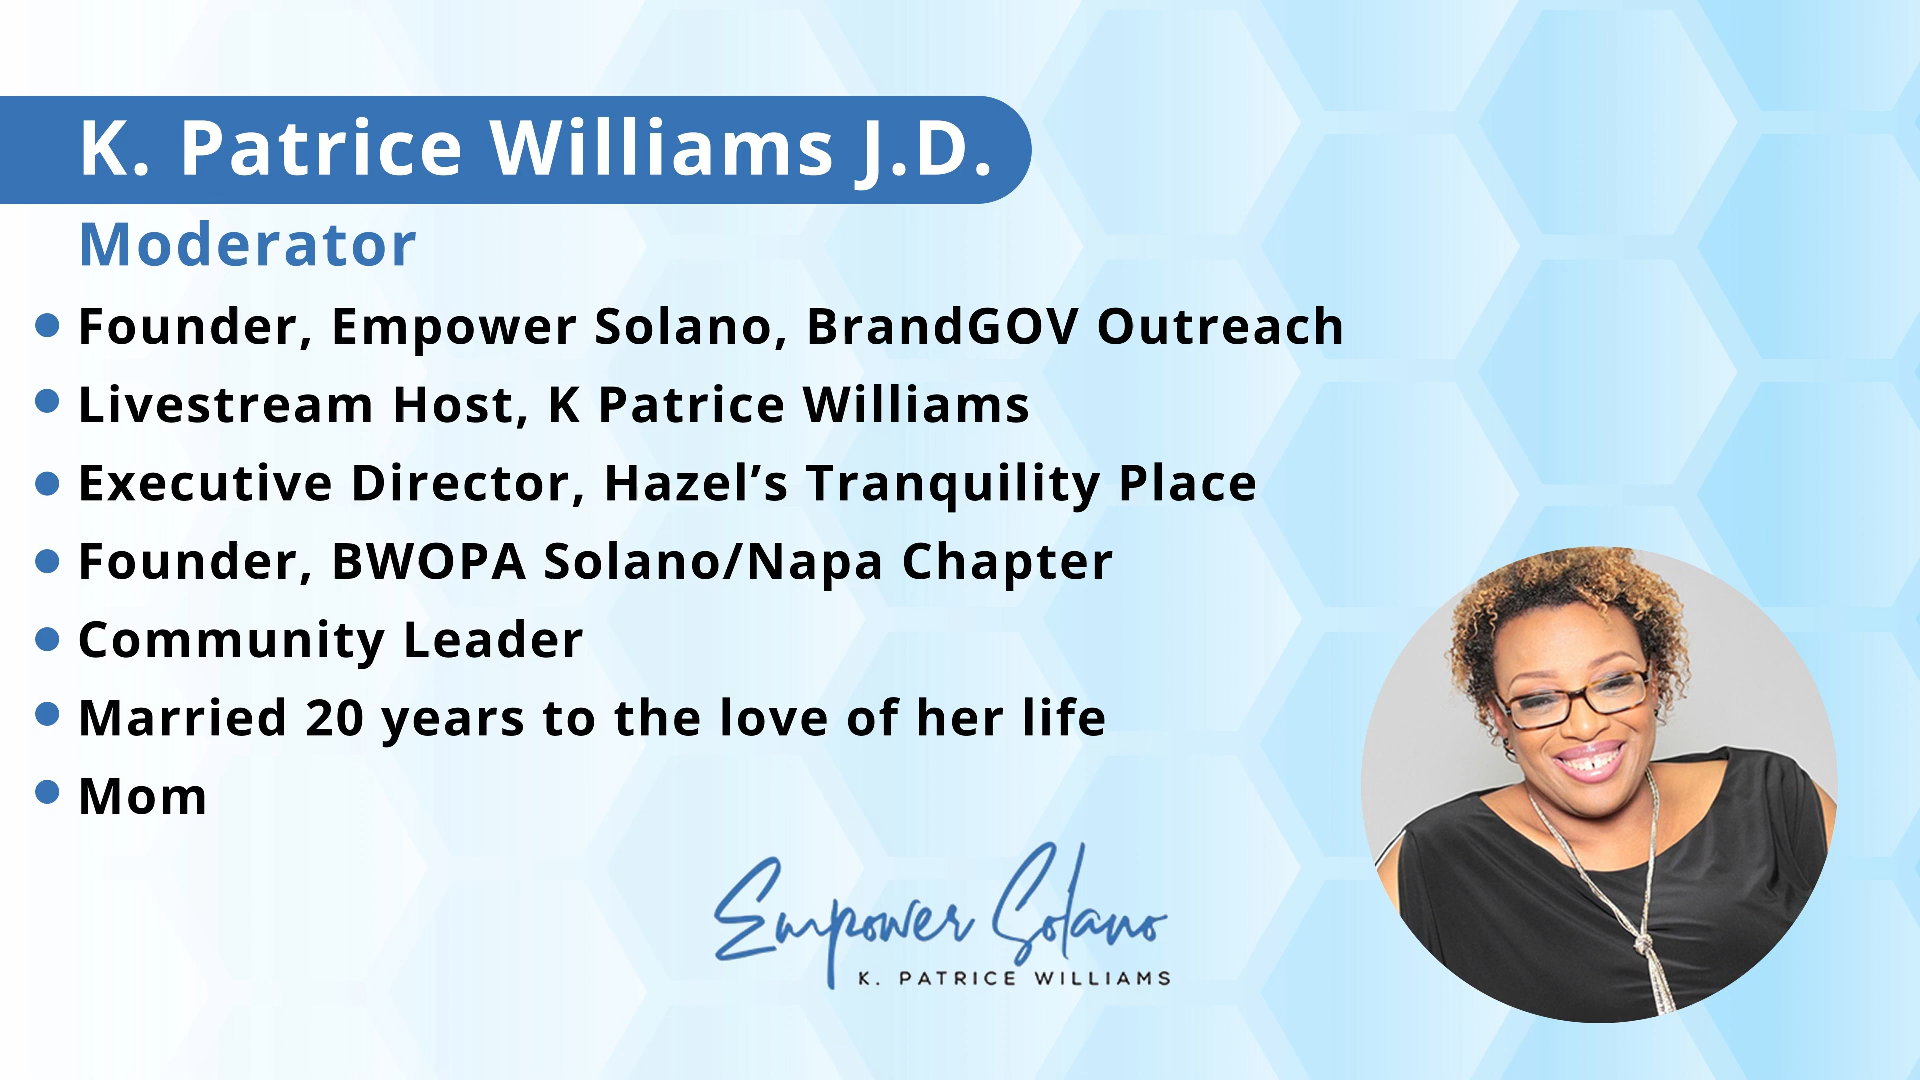 K. Patrice Williams J.D.
Moderator
Founder, Empower Solano, BrandGOV Outreach
Livestream Host, K Patrice Williams
Executive Director, Hazel’s Tranquility Place
Founder, BWOPA Solano/Napa Chapter
Community Leader
Married 20 years to the love of her life
Mom
Empower Solano
K. PATRICE WILLIAMS